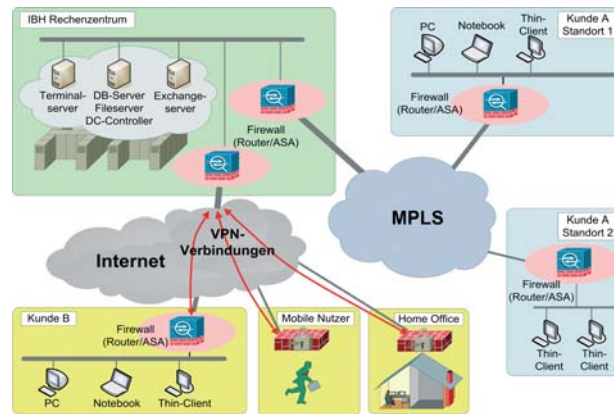 IBH Rechenzentrum
Terminal-
server
DB-Server
Fileserver
DC-Controller
Exchange-
server
Firewall
(Router/ASA)
Kunde A
Standort 1
PC
Notebook
Thin-
Client
Firewall
(Router/ASA)
MPLS
Kunde A
Standort 2
Firewall
(Router/ASA)
Thin-
Client
Thin-
Client
Internet
VPN-
Verbindungen
Kunde B
Firewall
(Router/ASA)
PC
Notebook
Thin-Client
Mobile Nutzer
Home Office